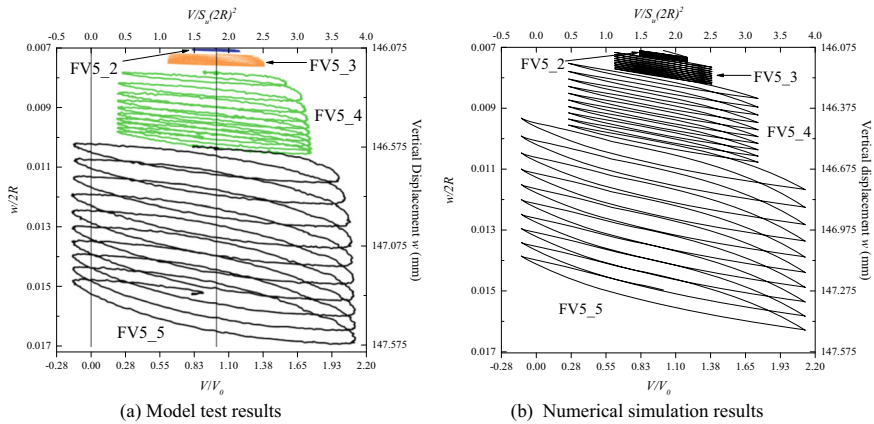 V/S_u(2R)^2
-0.5 0.0 0.5 1.0 1.5 2.0 2.5 3.0 3.5 4.0
0.007
0.009
0.011
0.013
0.015
0.017
w/2R
146.075
146.375
146.575
147.075
147.575
Vertical Displacement w (mm)
FV5_2
FV5_3
FV5_4
FV5_5
-0.28 0.00 0.28 0.55 0.83 1.10 1.38 1.65 1.93 2.20
V/V_0
(a) Model test results
V/S_u(2R)^2
-0.5 0.0 0.5 1.0 1.5 2.0 2.5 3.0 3.5 4.0
0.007
0.009
0.011
0.013
0.015
0.017
w/2R
146.075
146.375
146.675
146.975
147.275
147.575
Vertical displacement w (mm)
FV5_2
FV5_3
FV5_4
FV5_5
-0.28 0.00 0.28 0.55 0.83 1.10 1.38 1.65 1.93 2.20
V/V_0
(b) Numerical simulation results